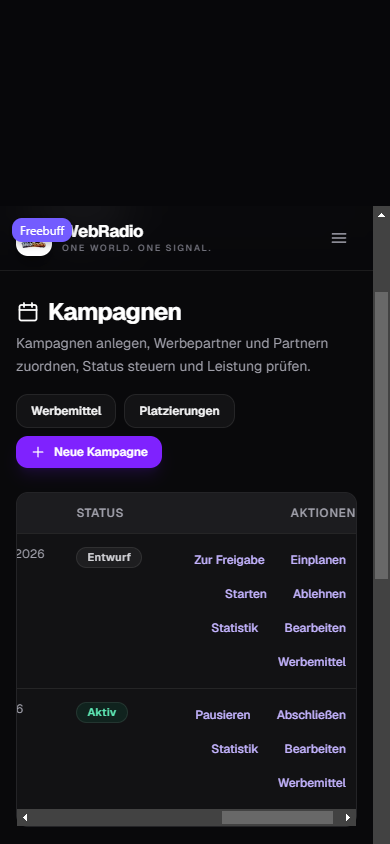 Freebuff
WebRadio
ONE WORLD. ONE SIGNAL.
Kampagnen
Kampagnen anlegen, Werbepartner und Partnern
zuordnen, Status steuern und Leistung prüfen.
Werbemittel Platzierungen
+ Neue Kampagne
STATUS AKTIONEN
2026 Entwurf Zur Freigabe Einplanen
Starten Ablehnen
Statistik Bearbeiten
Werbemittel
6 Aktiv Pausieren Abschließen
Statistik Bearbeiten
Werbemittel